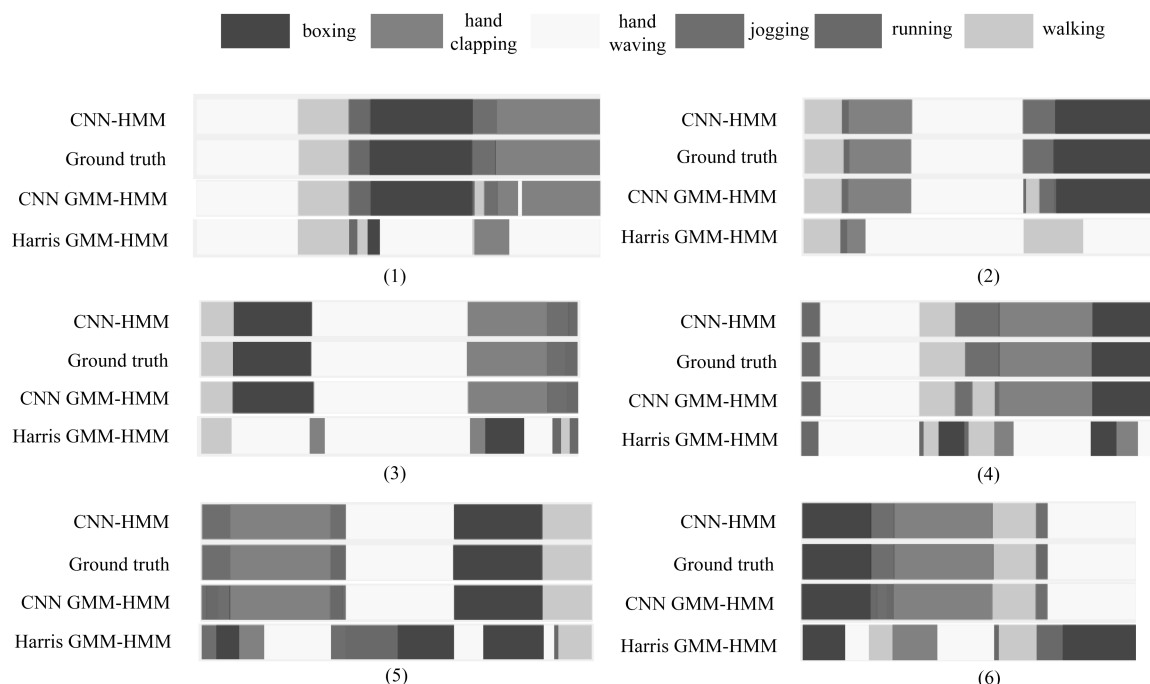 boxing
hand clapping
hand waving
jogging
running
walking
CNN-HMM
Ground truth
CNN GMM-HMM
Harris GMM-HMM
(1)
CNN-HMM
Ground truth
CNN GMM-HMM
Harris GMM-HMM
(2)
CNN-HMM
Ground truth
CNN GMM-HMM
Harris GMM-HMM
(3)
CNN-HMM
Ground truth
CNN GMM-HMM
Harris GMM-HMM
(4)
CNN-HMM
Ground truth
CNN GMM-HMM
Harris GMM-HMM
(5)
CNN-HMM
Ground truth
CNN GMM-HMM
Harris GMM-HMM
(6)